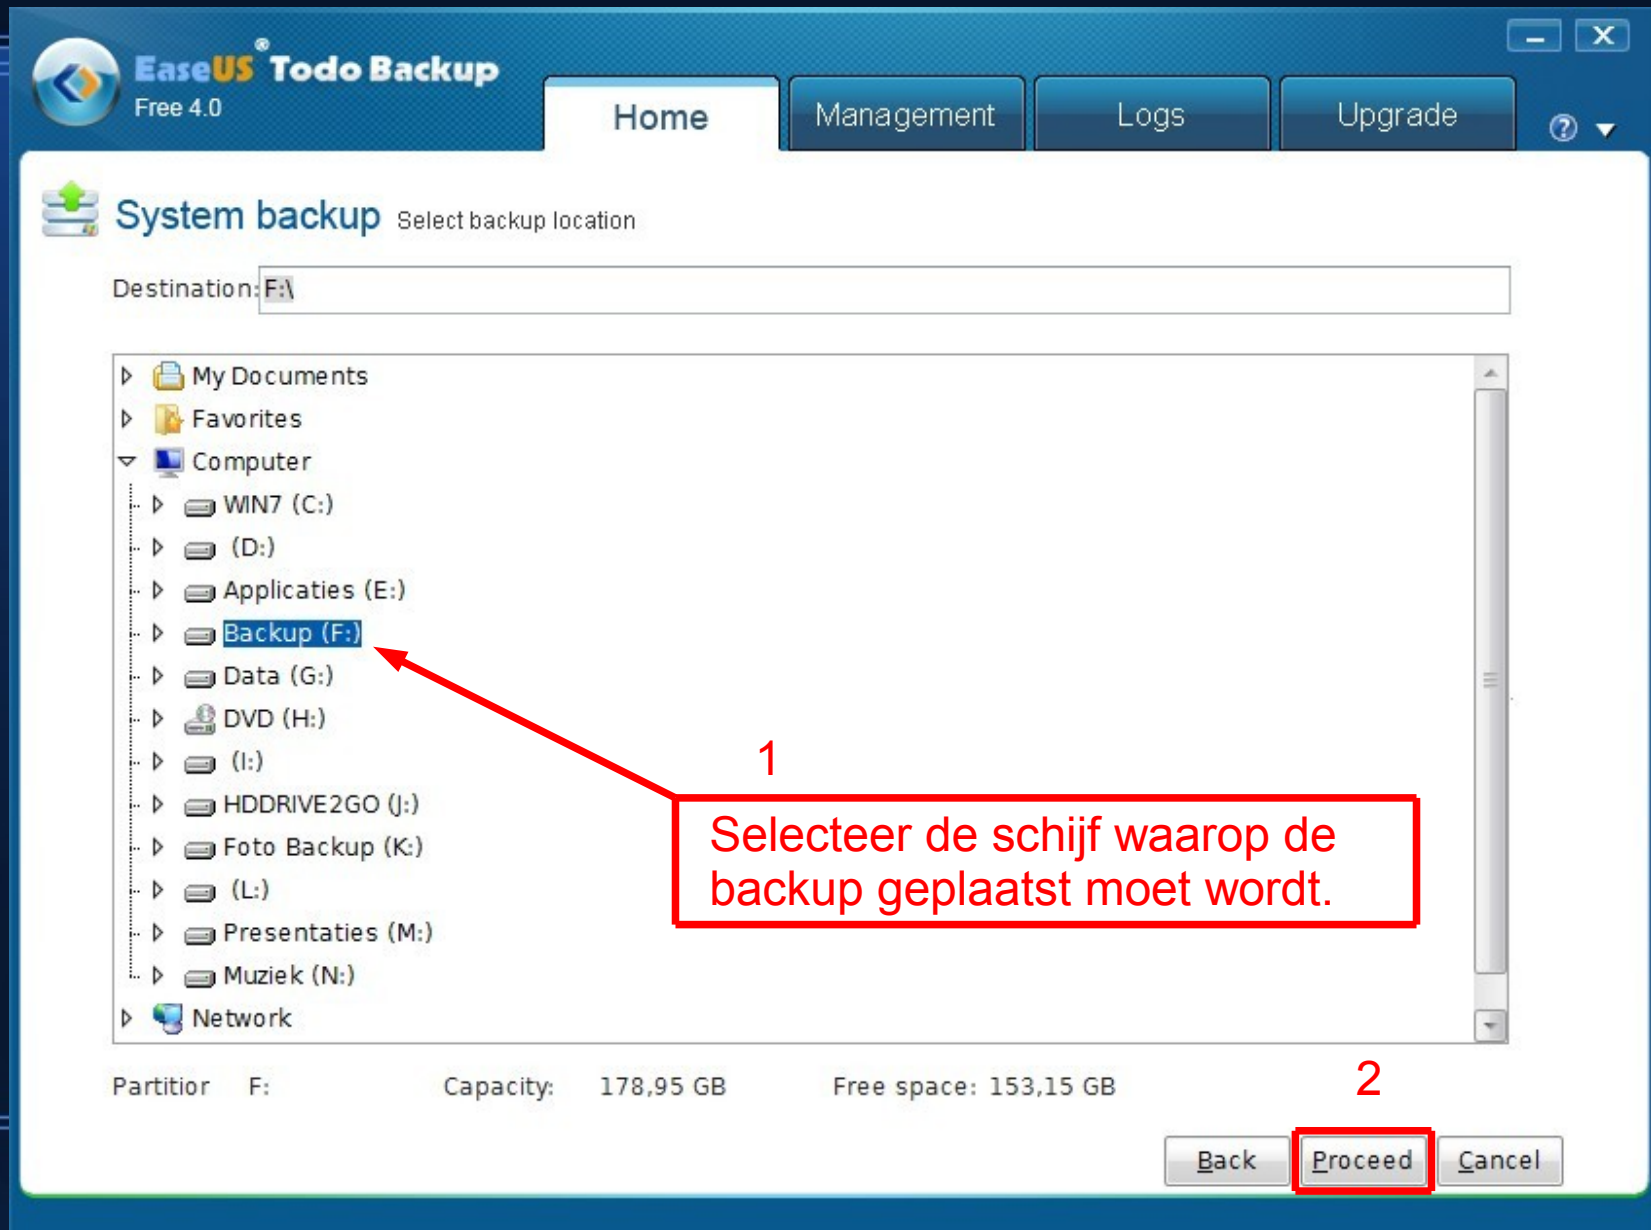 EaseUS® Todo Backup
Free 4.0
Home
Management
Logs
Upgrade
System backup Select backup location
Destination: F:\
My Documents
Favorites
Computer
WIN7 (C:)
(D:)
Applicaties (E:)
Backup (F:)
Data (G:)
DVD (H:)
(I:)
HDDRIVE2GO (J:)
Foto Backup (K:)
(L:)
Presentaties (M:)
Muziek (N:)
Network
1
Selecteer de schijf waarop de
backup geplaatst moet wordt.
Partitior F: Capacity: 178,95 GB Free space: 153,15 GB
2
Back Proceed Cancel